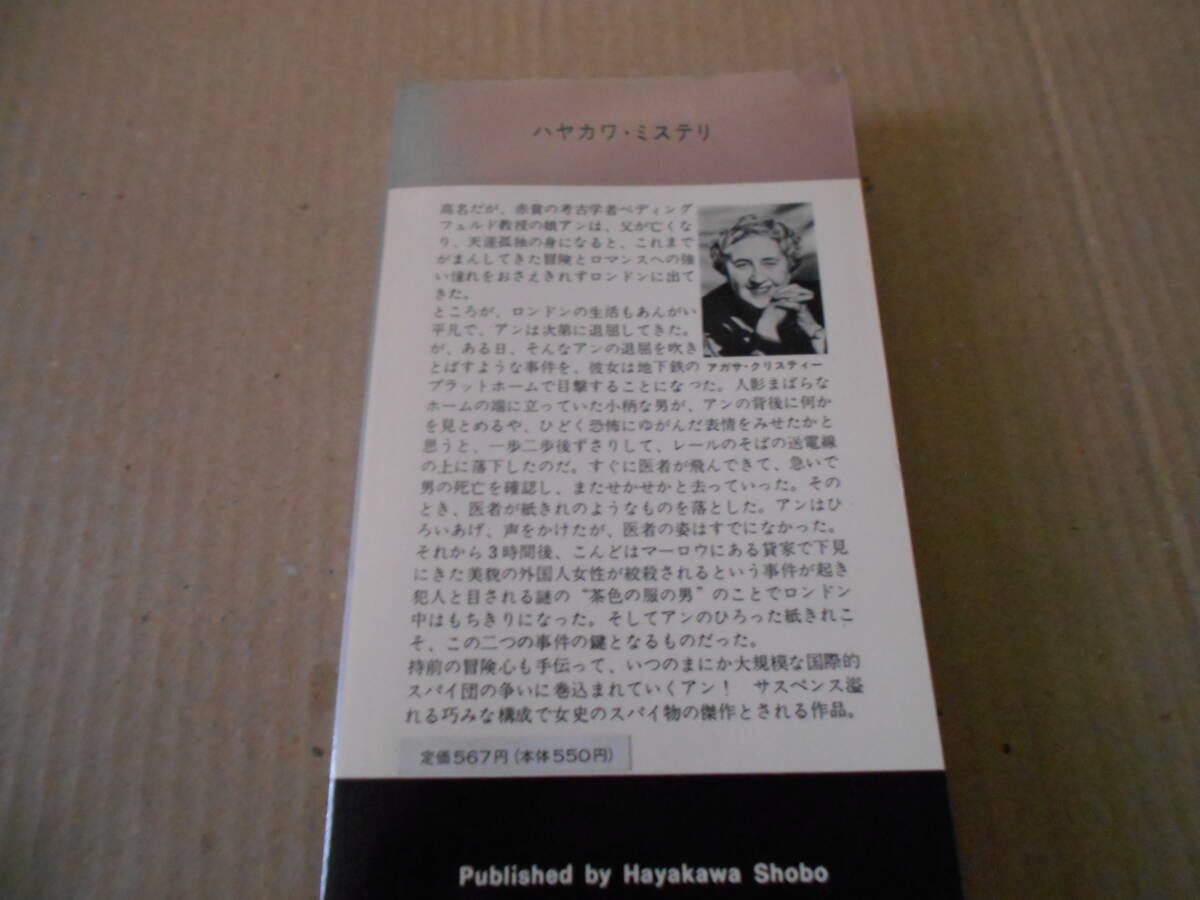 ハヤカワ・ミステリ
高名だが、赤貧の考古学者ベディング
フェルド教授の娘アンは、父が亡くな
り、天涯孤独の身になると、これまで
がまんしてきた冒険とロマンスへの強
い憧れをおさえきれずロンドンに出て
きた。
ところが、ロンドンの生活もあんがい
平凡で、アンは次第に退屈してきた。
が、ある日、そんなアンの退屈を吹き
とばすような事件を、彼女は地下鉄の
アガサ・クリスティー
プラットホームで目撃することになった。人影まばらな
ホームの端に立っていた小柄な男が、アンの背後に何か
を見とめるや、ひどく恐怖にゆがんだ表情をみせたかと
思うと、一歩二歩後ずさりして、レールのそばの送電線
の上に落下したのだ。すぐに医者が飛んできて、急いで
男の死亡を確認し、またせかせかと去っていった。その
とき、医者が紙きれのようなものを落とした。アンはひ
ろいあげ、声をかけたが、医者の姿はすでになかった。
それから3時間後、こんどはマーロウにある貸家で下見
にきた美貌の外国人女性が絞殺されるという事件が起き
犯人と目される謎の“茶色の服の男”のことでロンドン
中はもちきりになった。そしてアンのひろった紙きれこ
そ、この二つの事件の鍵となるものだった。
持前の冒険心も手伝って、いつのまにか大規模な国際的
スパイ団の争いに巻込まれていくアン！　サスペンス溢
れる巧みな構成で女史のスパイ物の傑作とされる作品。
定価567円(本体550円)
Published by Hayakawa Shobo